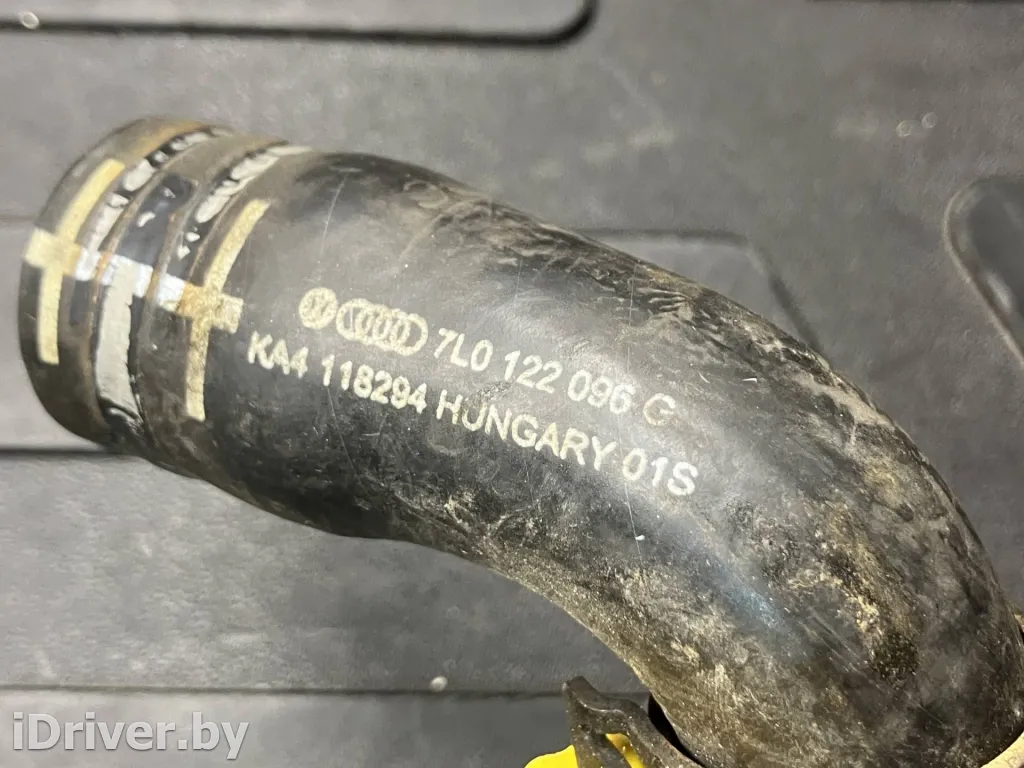 7L0 122 096 G
KA4 118294 HUNGARY 01S
iDriver.by